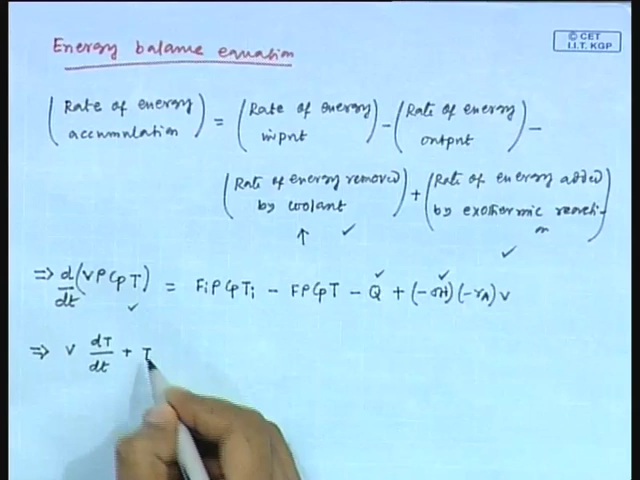 Energy balance equation
© CET
I.I.T. KGP
(Rate of energy accumulation) = (Rate of energy input) - (Rate of energy output) -
(Rate of energy removed by coolant) + (Rate of energy added by exothermic reaction)
⇒ d/dt (VρCpT) = FiρCpTi - FρCpT - Q + (-ΔH)(-rA)V
⇒ V dT/dt + T